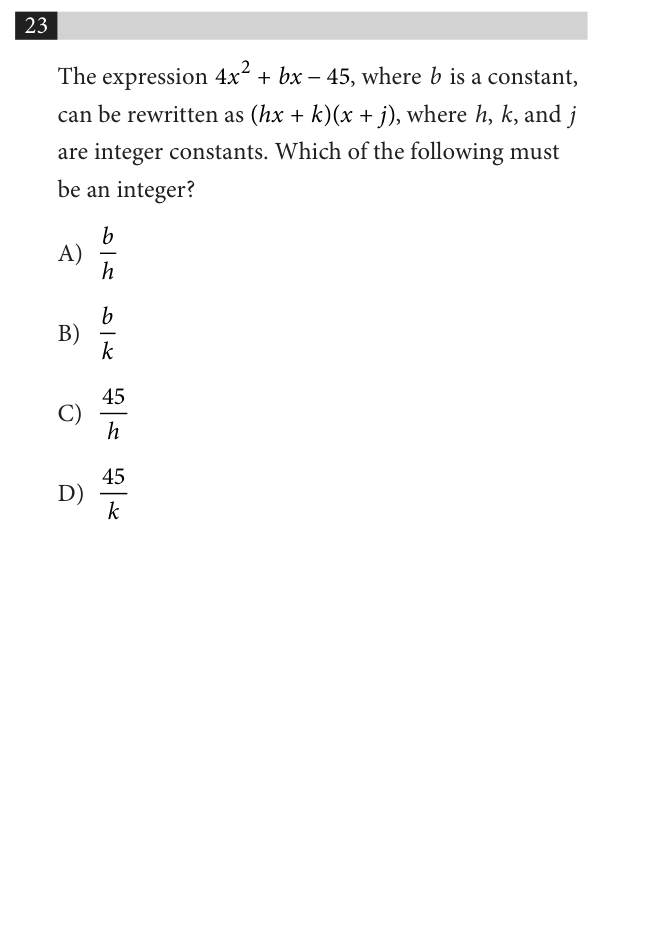 23
The expression 4x² + bx – 45, where b is a constant,
can be rewritten as (hx + k)(x + j), where h, k, and j
are integer constants. Which of the following must
be an integer?
A) b/h
B) b/k
C) 45/h
D) 45/k